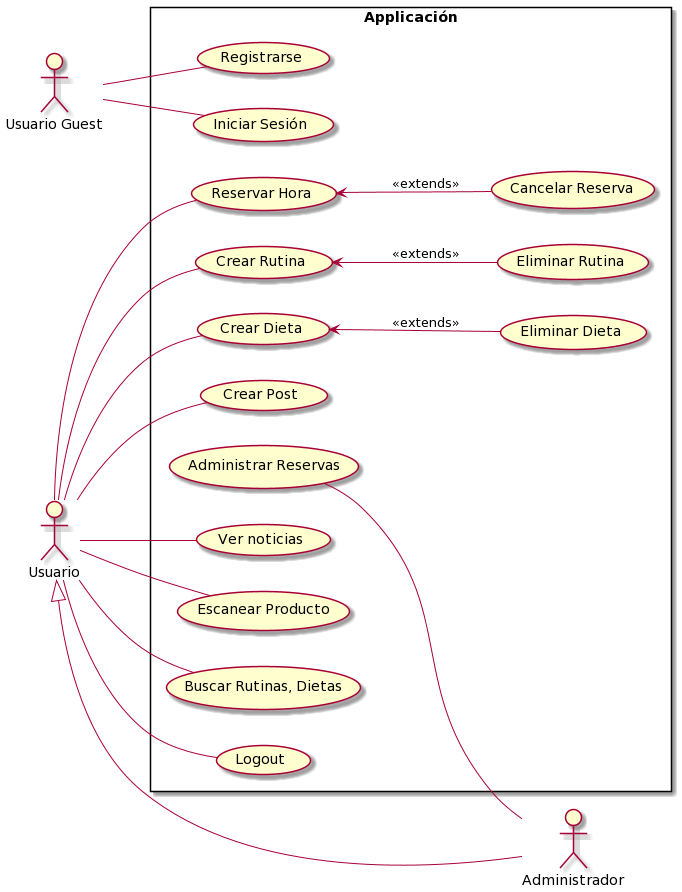 Applicación
Usuario Guest
Registrarse
Iniciar Sesión
Reservar Hora
«extends»
Cancelar Reserva
Crear Rutina
«extends»
Eliminar Rutina
Crear Dieta
«extends»
Eliminar Dieta
Crear Post
Administrar Reservas
Ver noticias
Usuario
Escanear Producto
Buscar Rutinas, Dietas
Logout
Administrador